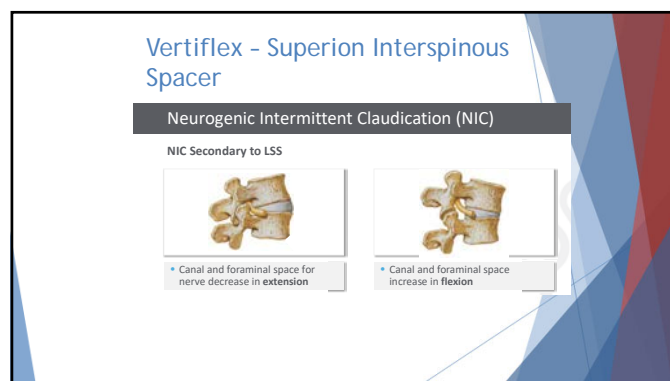 Vertiflex – Superion Interspinous
Spacer
Neurogenic Intermittent Claudication (NIC)
NIC Secondary to LSS
• Canal and foraminal space for
nerve decrease in extension
• Canal and foraminal space
increase in flexion